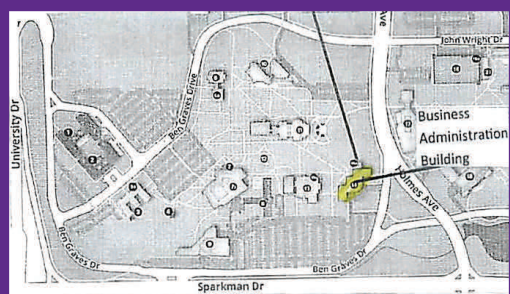 Ave
John Wright Dr
Ben Graves Drive
University Dr
Business
Administration
Building
Holmes Ave
Ben Graves Dr
Ben Graves Dr
Sparkman Dr